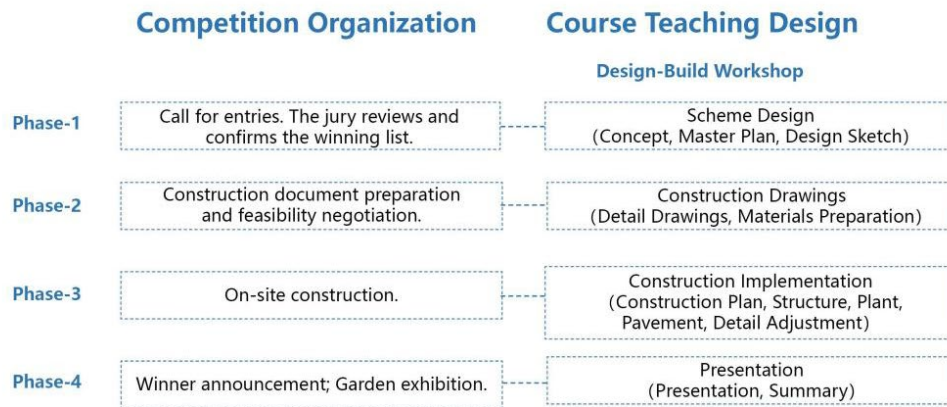 Competition Organization
Course Teaching Design
Design-Build Workshop
Phase-1
Call for entries. The jury reviews and
confirms the winning list.
Scheme Design
(Concept, Master Plan, Design Sketch)
Phase-2
Construction document preparation
and feasibility negotiation.
Construction Drawings
(Detail Drawings, Materials Preparation)
Phase-3
On-site construction.
Construction Implementation
(Construction Plan, Structure, Plant,
Pavement, Detail Adjustment)
Phase-4
Winner announcement; Garden exhibition.
Presentation
(Presentation, Summary)